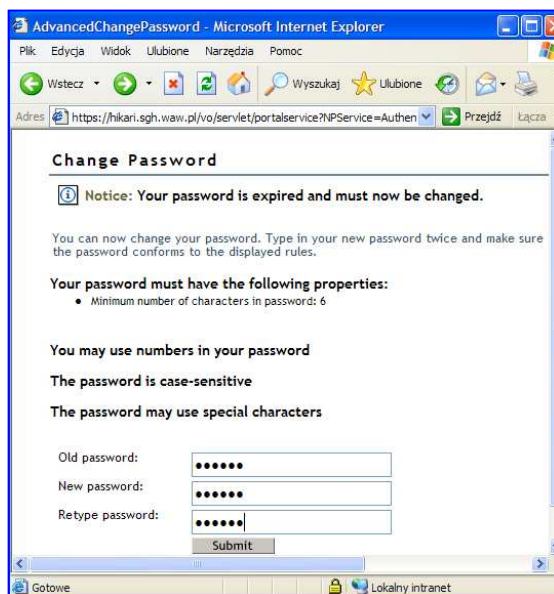 AdvancedChangePassword - Microsoft Internet Explorer
Plik Edycja Widok Ulubione Narzędzia Pomoc
Wstecz Wyszukaj Ulubione
Adres https://hikari.sgh.waw.pl/vo/servlet/portalservice?NPService=Authen Przejdź Łącza
Change Password
Notice: Your password is expired and must now be changed.
You can now change your password. Type in your new password twice and make sure
the password conforms to the displayed rules.
Your password must have the following properties:
• Minimum number of characters in password: 6
You may use numbers in your password
The password is case-sensitive
The password may use special characters
Old password: ••••••
New password: ••••••
Retype password: ••••••
Submit
Gotowe Lokalny intranet